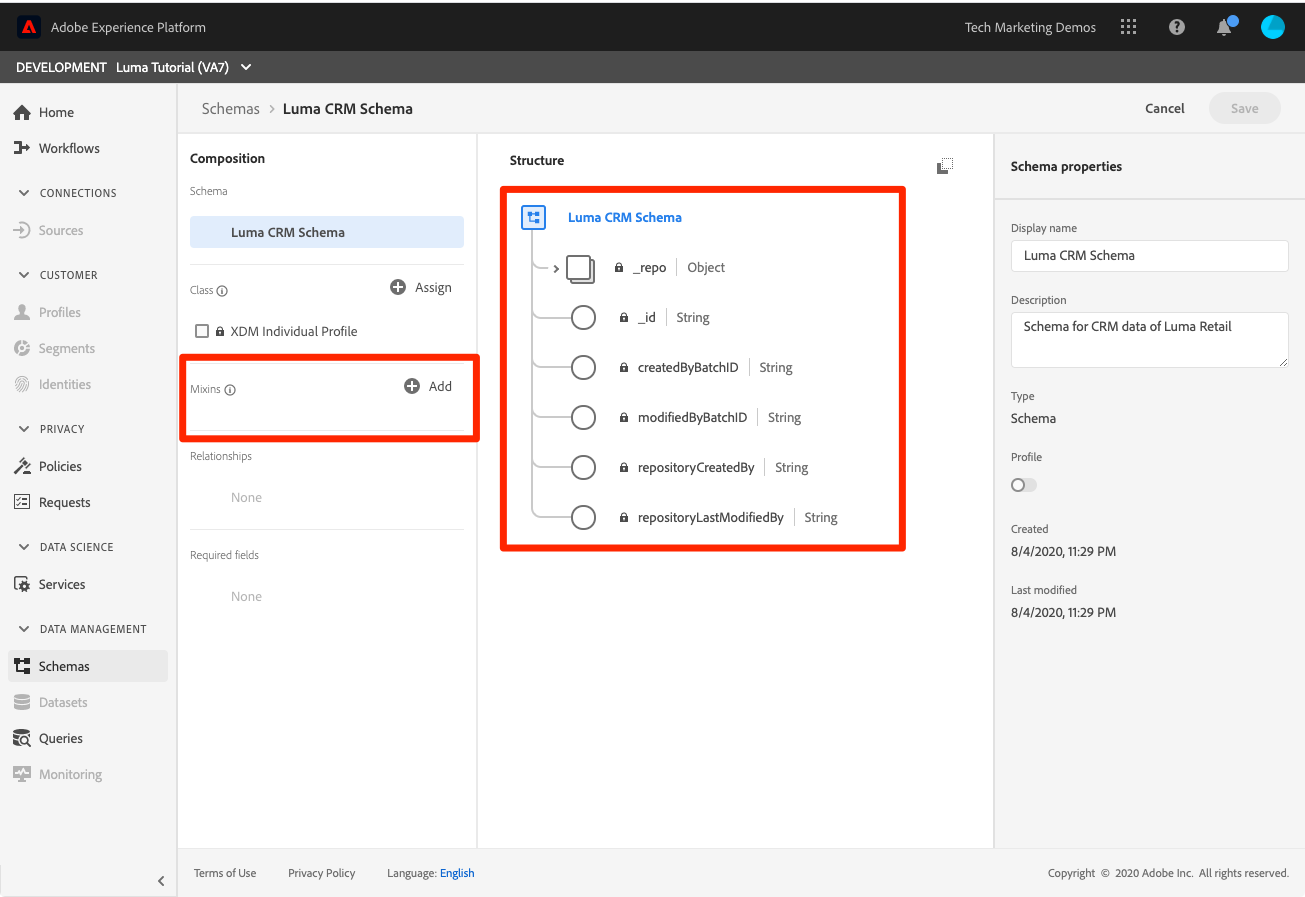 Adobe Experience Platform
Tech Marketing Demos
DEVELOPMENT Luma Tutorial (VA7)
Home
Workflows
CONNECTIONS
Sources
CUSTOMER
Profiles
Segments
Identities
PRIVACY
Policies
Requests
DATA SCIENCE
Services
DATA MANAGEMENT
Schemas
Datasets
Queries
Monitoring
Schemas > Luma CRM Schema
Cancel
Save
Composition
Schema
Luma CRM Schema
Class
Assign
XDM Individual Profile
Mixins
Add
Relationships
None
Required fields
None
Structure
Luma CRM Schema
_repo Object
_id String
createdByBatchID String
modifiedByBatchID String
repositoryCreatedBy String
repositoryLastModifiedBy String
Schema properties
Display name
Luma CRM Schema
Description
Schema for CRM data of Luma Retail
Type
Schema
Profile
Created
8/4/2020, 11:29 PM
Last modified
8/4/2020, 11:29 PM
Terms of Use
Privacy Policy
Language: English
Copyright © 2020 Adobe Inc. All rights reserved.